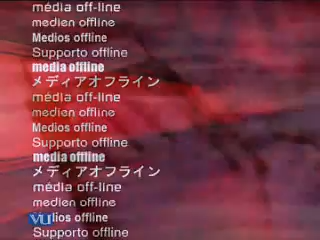 média off-line
medien offline
Medios offline
Supporto offline
media offline
メディアオフライン
média off-line
medien offline
Medios offline
Supporto offline
media offline
メディアオフライン
média off-line
medien offline
VU lios offline
Supporto offline